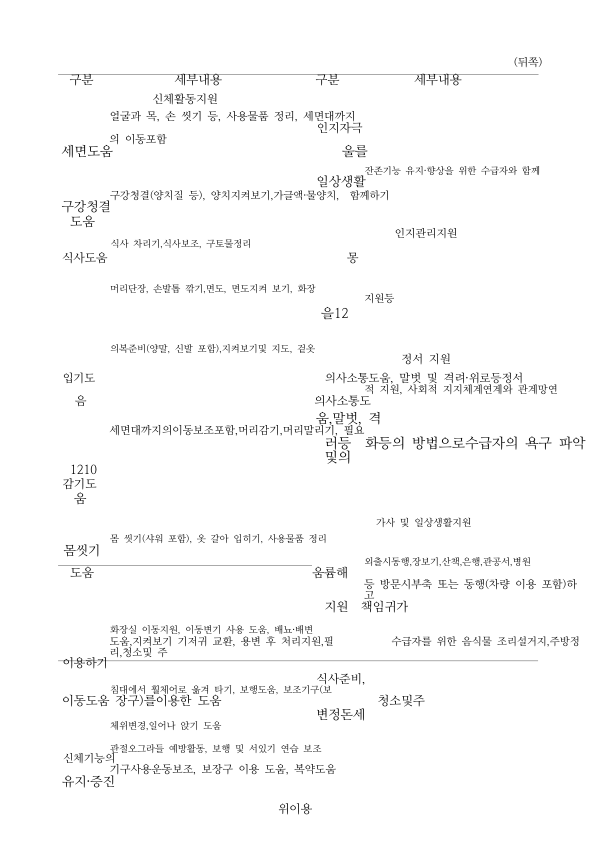 (뒤쪽)
구분 세부내용 구분 세부내용
신체활동지원
얼굴과 목, 손 씻기 등, 사용물품 정리, 세면대까지
인지자극
의 이동포함
세면도움 울를
잔존기능 유지·향상을 위한 수급자와 함께
일상생활
구강청결(양치질 등), 양치지켜보기,가글액·물양치, 함께하기
구강청결
도움
인지관리지원
식사 차리기,식사보조, 구토물정리
식사도움 몽
머리단장, 손발톱 깎기,면도, 면도지켜 보기, 화장
지원등
을12
의복준비(양말, 신발 포함),지켜보기및 지도, 겉옷
정서 지원
입기도 의사소통도움, 말벗 및 격려·위로등정서
적 지원, 사회적 지지체계연계와 관계망연
음 의사소통도
움,말벗, 격
세면대까지의이동보조포함,머리감기,머리말리기, 필요
러등 화등의 방법으로수급자의 욕구 파악
및의
1210
감기도
움
가사 및 일상생활지원
몸 씻기(샤워 포함), 옷 갈아 입히기, 사용물품 정리
몸씻기
외출시동행,장보기,산책,은행,관공서,병원
도움 움륨해
등 방문시부축 또는 동행(차량 이용 포함)하
고
지원 책임귀가
화장실 이동지원, 이동변기 사용 도움, 배뇨·배변
도움,지켜보기 기저귀 교환, 용변 후 처리지원,필 수급자를 위한 음식물 조리설거지,주방정
리,청소및 주
이용하기
식사준비,
침대에서 휠체어로 옮겨 타기, 보행도움, 보조기구(보
이동도움 장구)를이용한 도움 청소및주
변정돈세
체위변경,일어나 앉기 도움
관절오그라듦 예방활동, 보행 및 서있기 연습 보조
신체기능의
기구사용운동보조, 보장구 이용 도움, 복약도움
유지·증진
위이용